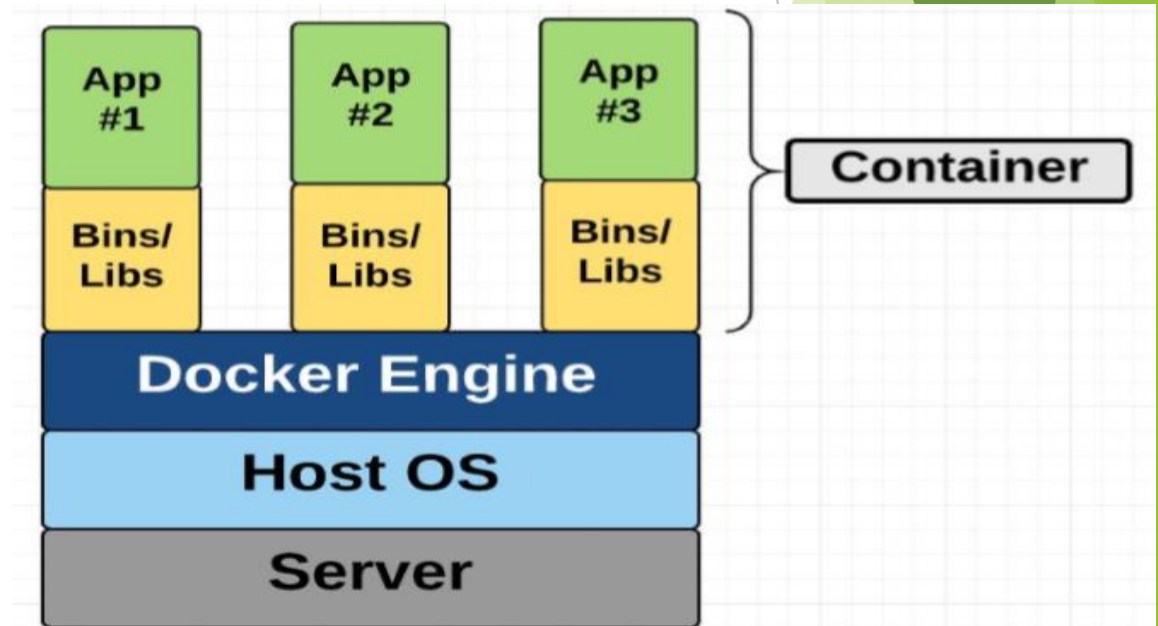 App
#1
App
#2
App
#3
Container
Bins/
Libs
Bins/
Libs
Bins/
Libs
Docker Engine
Host OS
Server